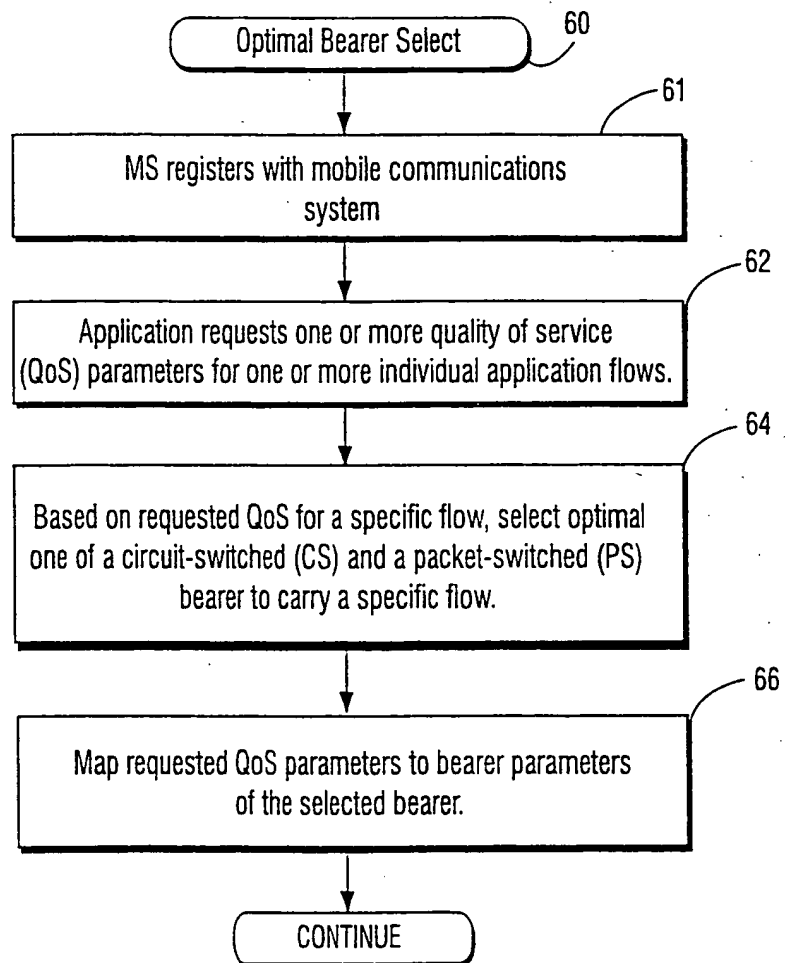 Optimal Bearer Select
60
61
MS registers with mobile communications
system
62
Application requests one or more quality of service
(QoS) parameters for one or more individual application flows.
64
Based on requested QoS for a specific flow, select optimal
one of a circuit-switched (CS) and a packet-switched (PS)
bearer to carry a specific flow.
66
Map requested QoS parameters to bearer parameters
of the selected bearer.
CONTINUE